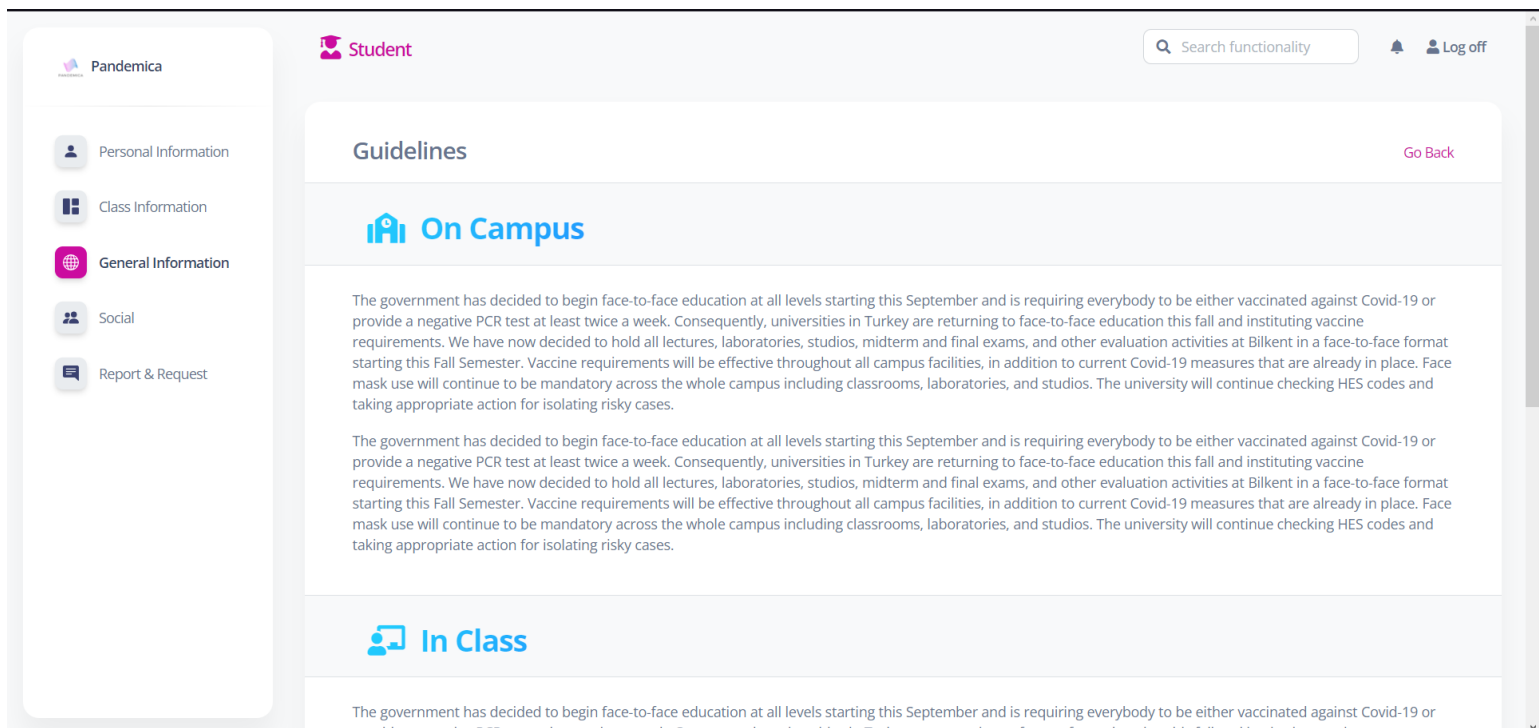 Pandemica
Personal Information
Class Information
General Information
Social
Report & Request
Student
Search functionality
Log off
Guidelines
Go Back
On Campus
The government has decided to begin face-to-face education at all levels starting this September and is requiring everybody to be either vaccinated against Covid-19 or
provide a negative PCR test at least twice a week. Consequently, universities in Turkey are returning to face-to-face education this fall and instituting vaccine
requirements. We have now decided to hold all lectures, laboratories, studios, midterm and final exams, and other evaluation activities at Bilkent in a face-to-face format
starting this Fall Semester. Vaccine requirements will be effective throughout all campus facilities, in addition to current Covid-19 measures that are already in place. Face
mask use will continue to be mandatory across the whole campus including classrooms, laboratories, and studios. The university will continue checking HES codes and
taking appropriate action for isolating risky cases.
The government has decided to begin face-to-face education at all levels starting this September and is requiring everybody to be either vaccinated against Covid-19 or
provide a negative PCR test at least twice a week. Consequently, universities in Turkey are returning to face-to-face education this fall and instituting vaccine
requirements. We have now decided to hold all lectures, laboratories, studios, midterm and final exams, and other evaluation activities at Bilkent in a face-to-face format
starting this Fall Semester. Vaccine requirements will be effective throughout all campus facilities, in addition to current Covid-19 measures that are already in place. Face
mask use will continue to be mandatory across the whole campus including classrooms, laboratories, and studios. The university will continue checking HES codes and
taking appropriate action for isolating risky cases.
In Class
The government has decided to begin face-to-face education at all levels starting this September and is requiring everybody to be either vaccinated against Covid-19 or